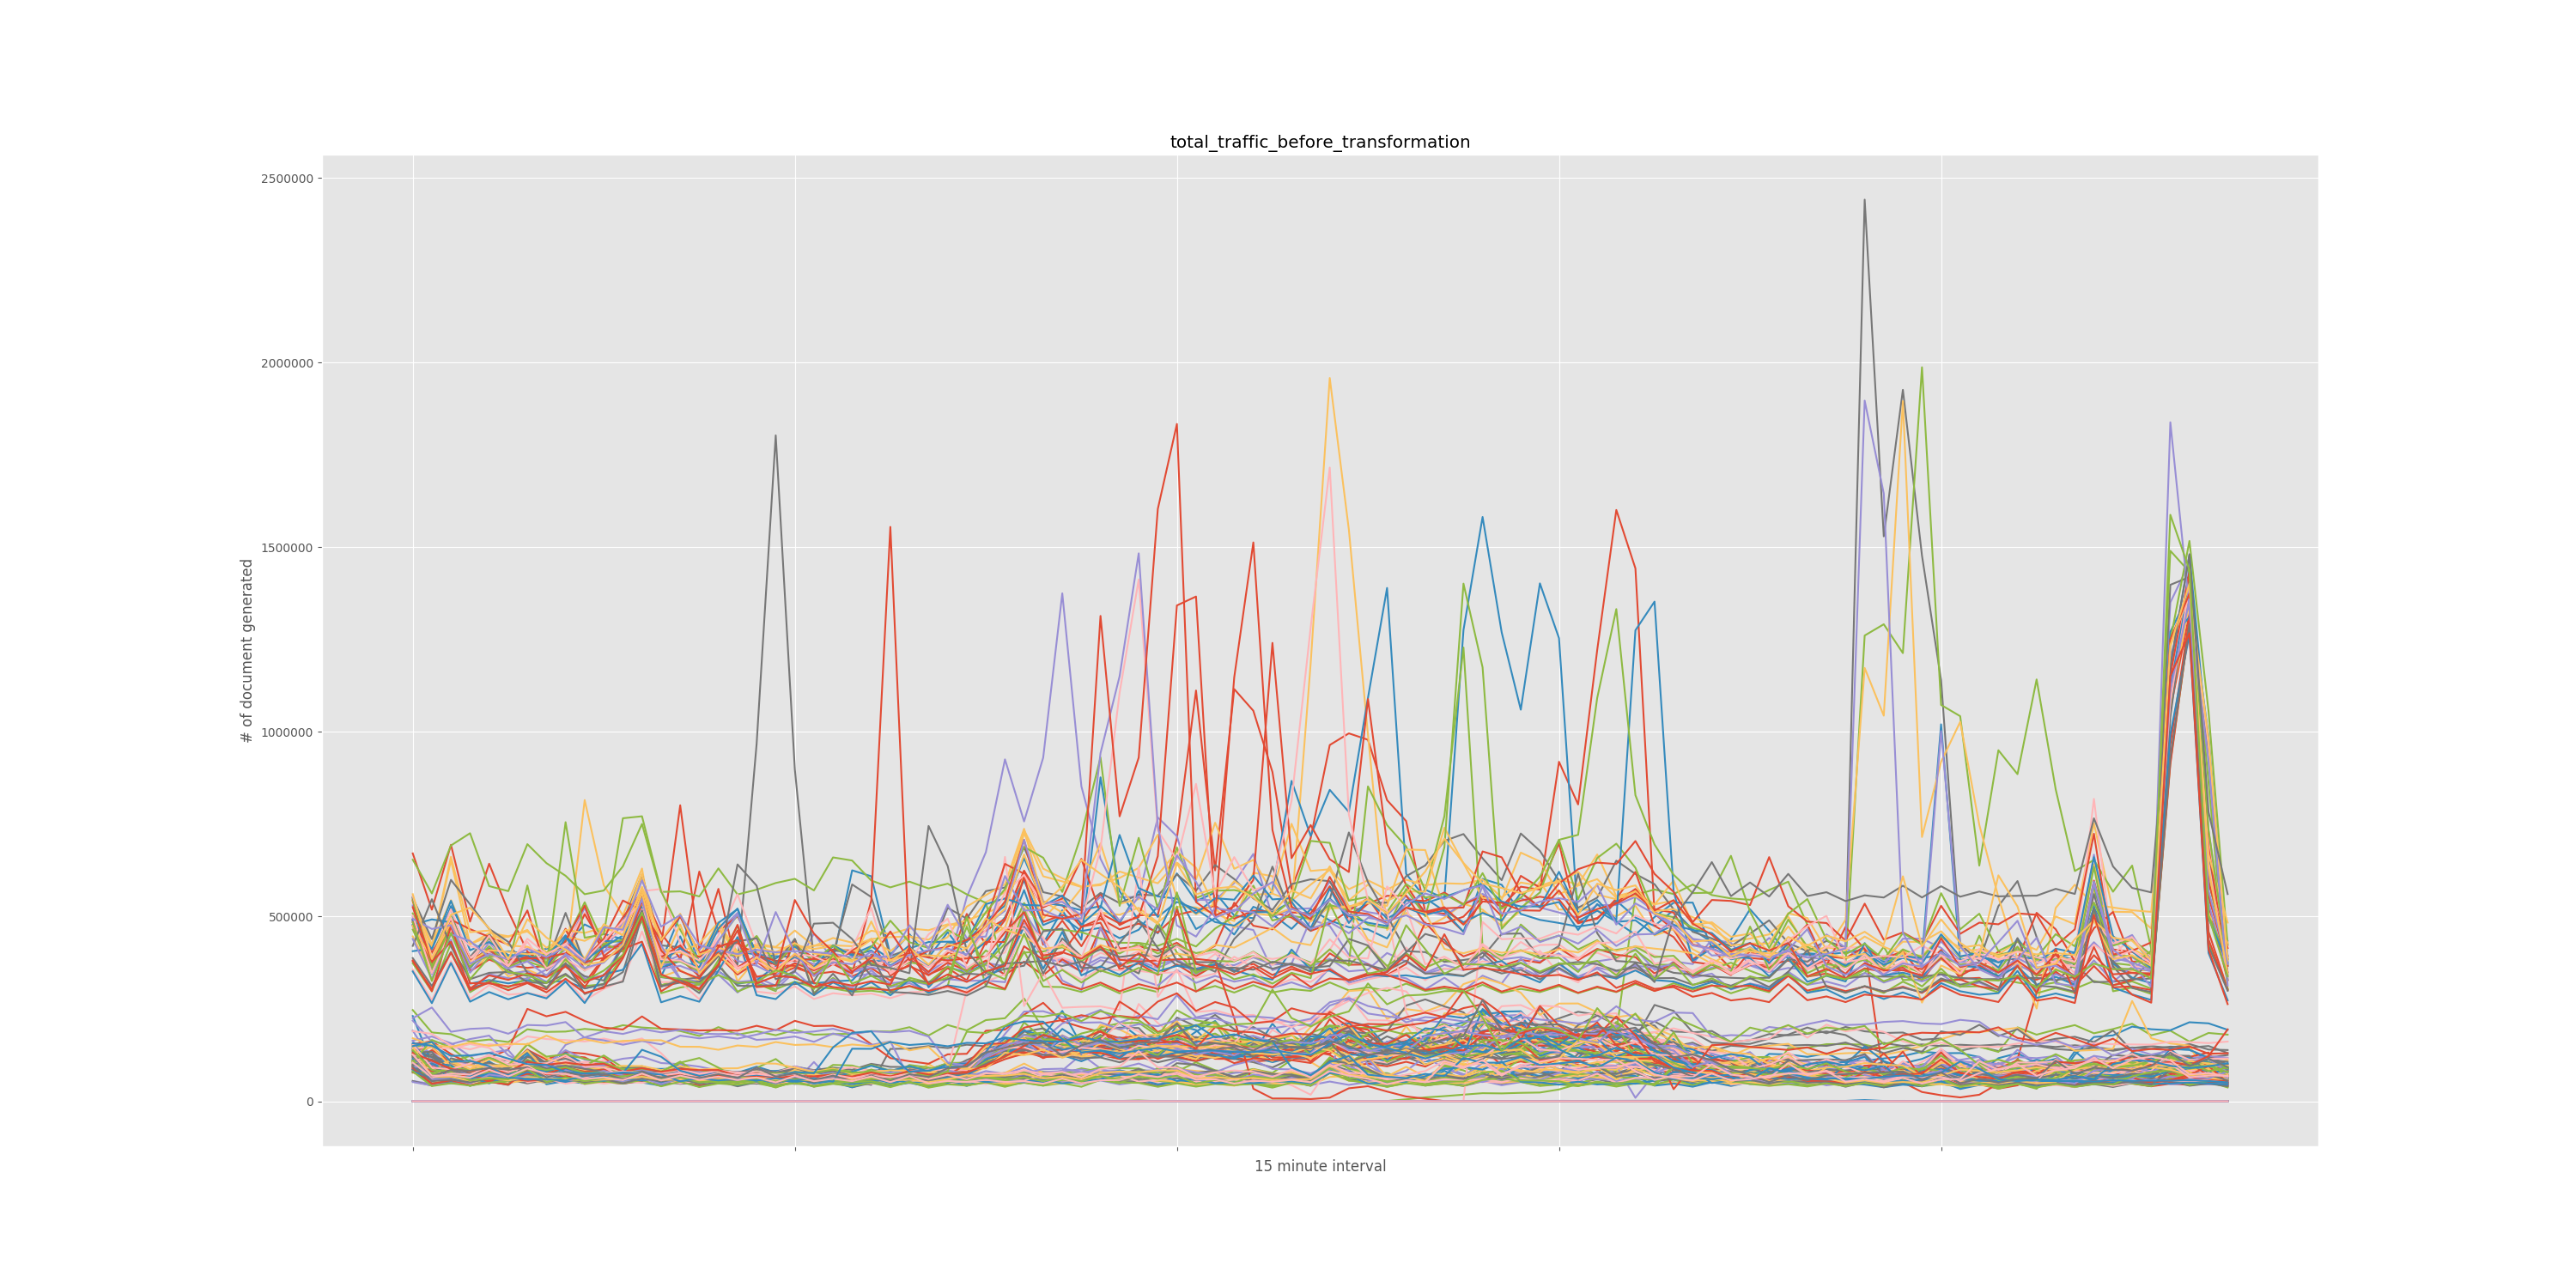 total_traffic_before_transformation
2500000
2000000
1500000
1000000
500000
0
# of document generated
15 minute interval